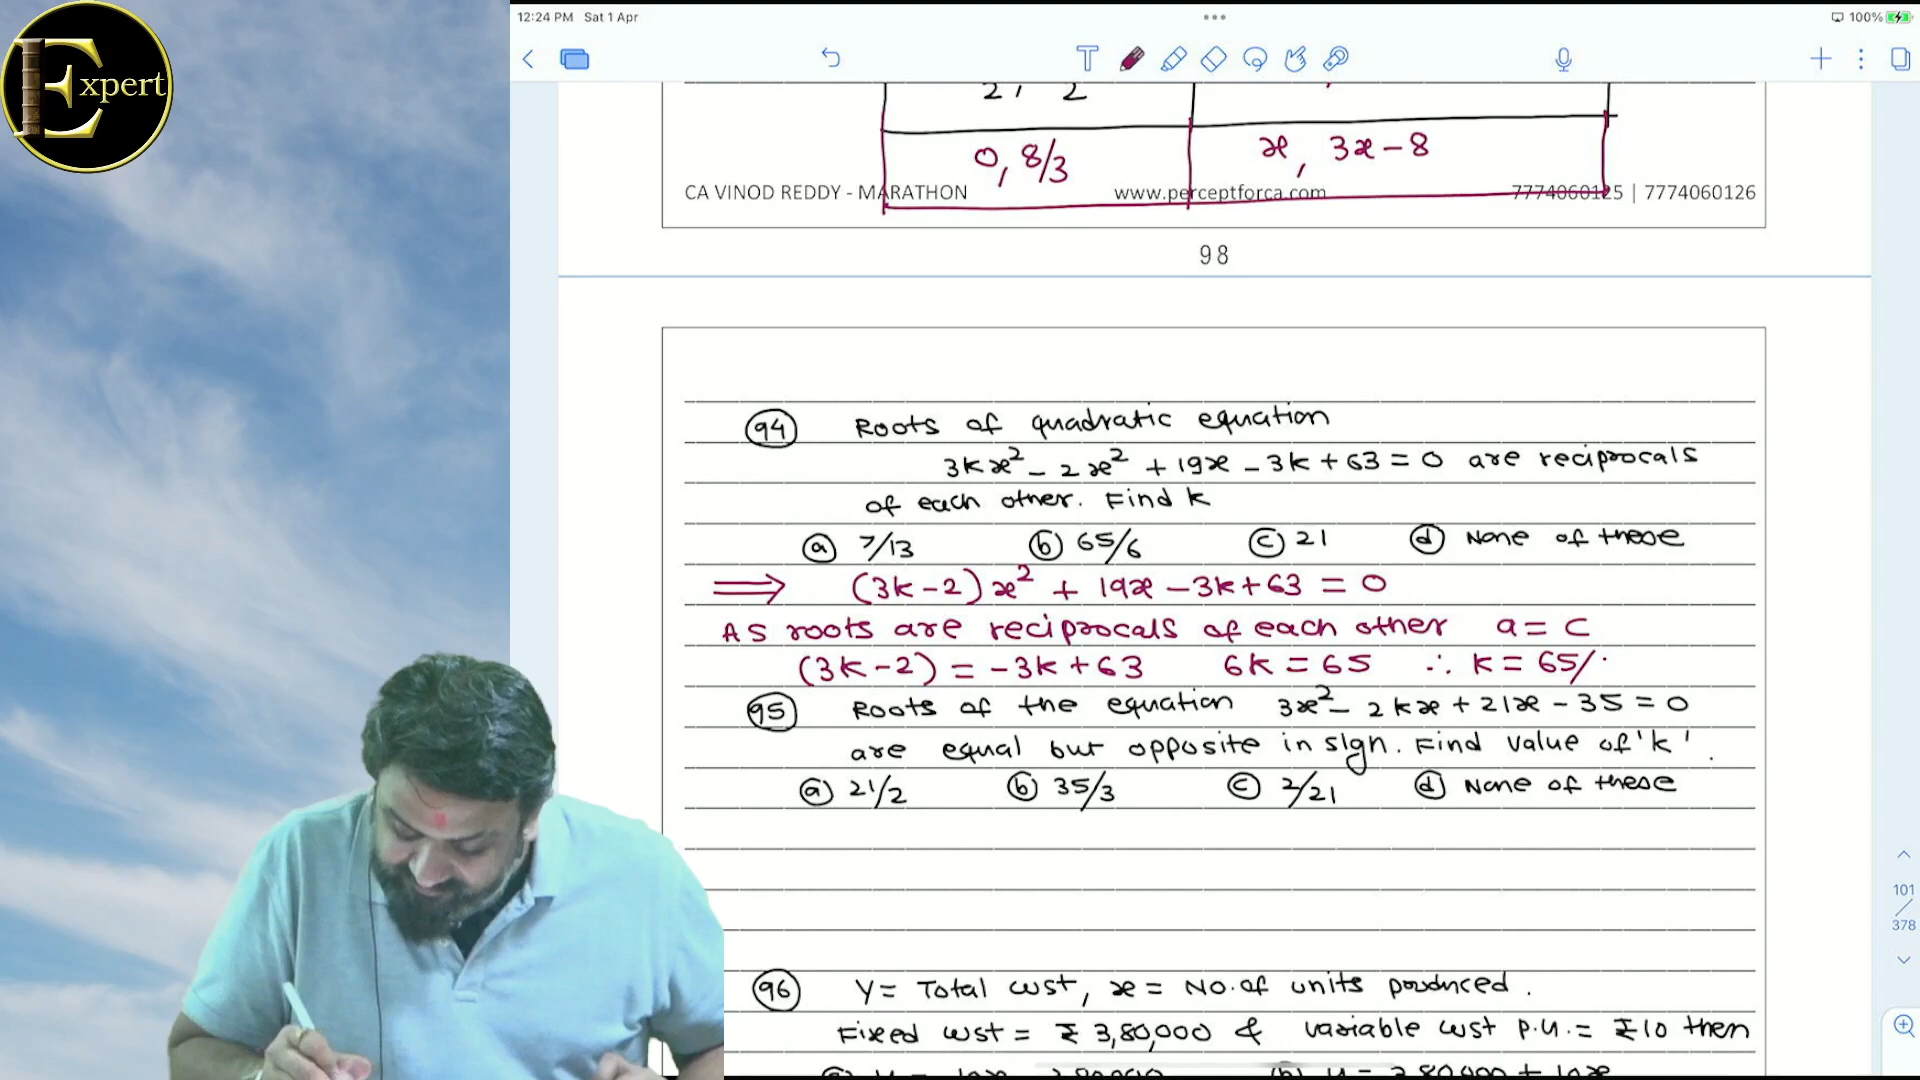 Expert
12:24 PM Sat 1 Apr
100%
0, 8/3 x, 3x-8
CA VINOD REDDY - MARATHON www.perceptforca.com 7774060125 | 7774060126
98
94 Roots of quadratic equation
3kx² - 2x² + 19x - 3k + 63 = 0 are reciprocals
of each other. Find k
a 7/13 b 65/6 c 21 d None of these
⟹ (3k-2)x² + 19x - 3k + 63 = 0
As roots are reciprocals of each other a = c
(3k-2) = -3k + 63 6k = 65 ∴ k = 65/
95 Roots of the equation 3x² - 2kx + 21x - 35 = 0
are equal but opposite in sign. Find value of 'k'.
a 21/2 b 35/3 c 2/21 d None of these
96 Y = Total cost, x = No. of units produced.
Fixed cost = ₹ 3,80,000 & variable cost p.u. = ₹10 then
101
/
378